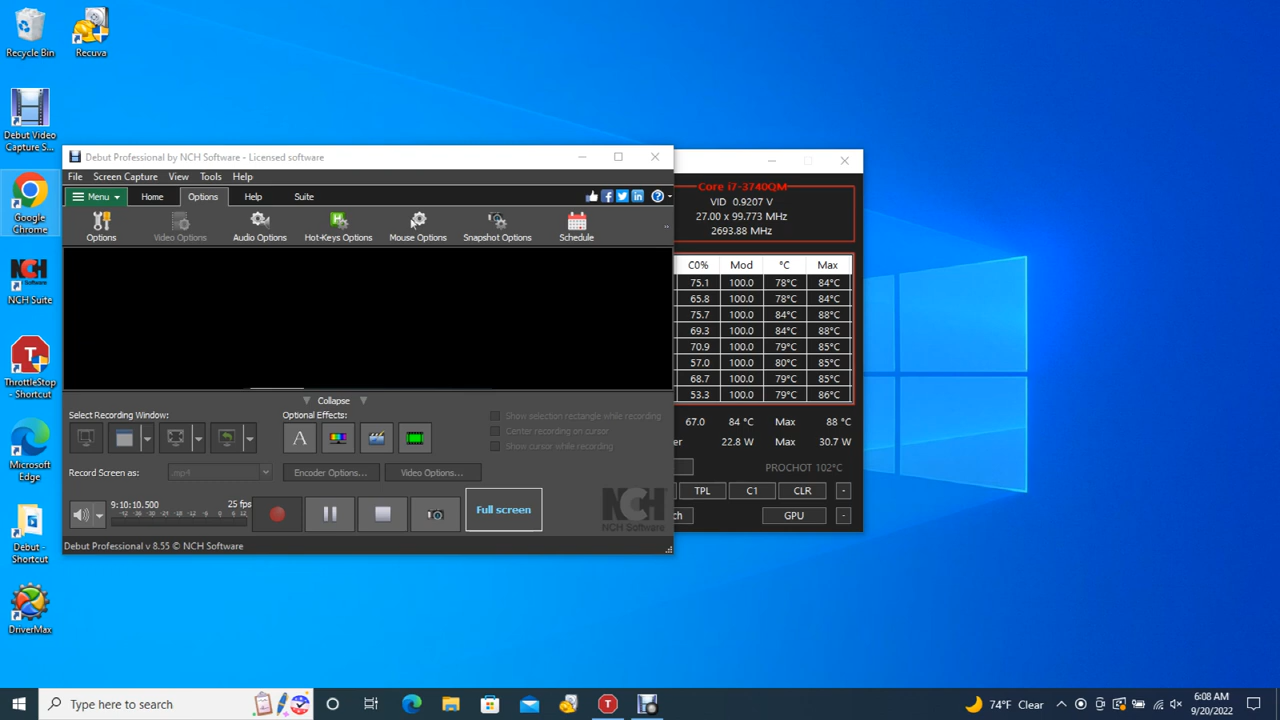 Recycle Bin
Recuva
Debut Video
Capture S...
Google
Chrome
NCH
Software
NCH Suite
T
ThrottleStop
- Shortcut
Microsoft
Edge
Debut -
Shortcut
DriverMax
Debut Professional by NCH Software - Licensed software
File Screen Capture View Tools Help
Menu Home Options Help Suite
Options Video Options Audio Options Hot-Keys Options Mouse Options Snapshot Options Schedule
Collapse
Select Recording Window: Optional Effects:
Show selection rectangle while recording
Center recording on cursor
Show cursor while recording
A
Record Screen as: .mp4 Encoder Options... Video Options...
9:10:10.500 25 fps
Full screen
NCH
NCH Software
Debut Professional v 8.55 © NCH Software
Core i7-3740QM
VID 0.9207 V
27.00 x 99.773 MHz
2693.88 MHz
C0% Mod °C Max
75.1 100.0 78°C 84°C
65.8 100.0 78°C 84°C
75.7 100.0 84°C 88°C
69.3 100.0 84°C 88°C
70.9 100.0 79°C 85°C
57.0 100.0 80°C 85°C
68.7 100.0 79°C 85°C
53.3 100.0 79°C 86°C
67.0 84 °C Max 88 °C
er 22.8 W Max 30.7 W
PROCHOT 102°C
TPL C1 CLR -
ch GPU -
Type here to search
T
74°F Clear
6:08 AM
9/20/2022